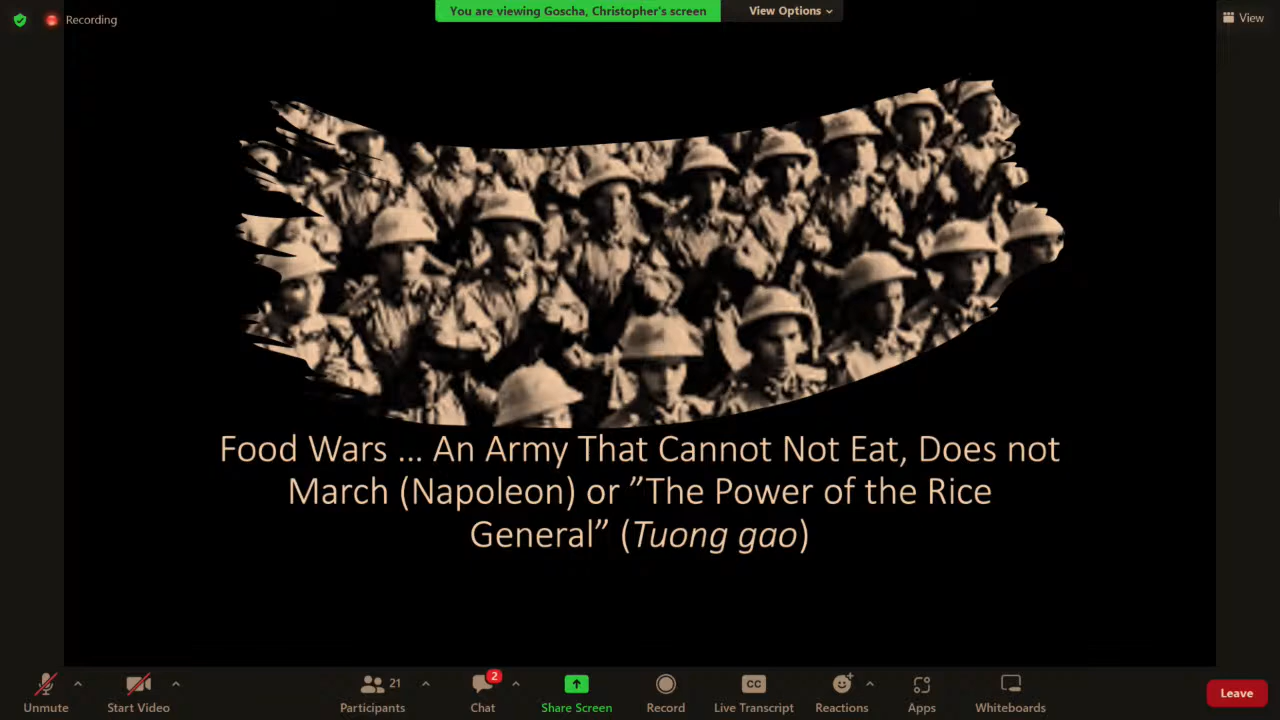 Recording
You are viewing Goscha, Christopher's screen
View Options
View
Food Wars ... An Army That Cannot Not Eat, Does not
March (Napoleon) or ”The Power of the Rice
General” (Tuong gao)
Unmute
Start Video
21
Participants
2
Chat
Share Screen
Record
CC
Live Transcript
Reactions
Apps
Whiteboards
Leave